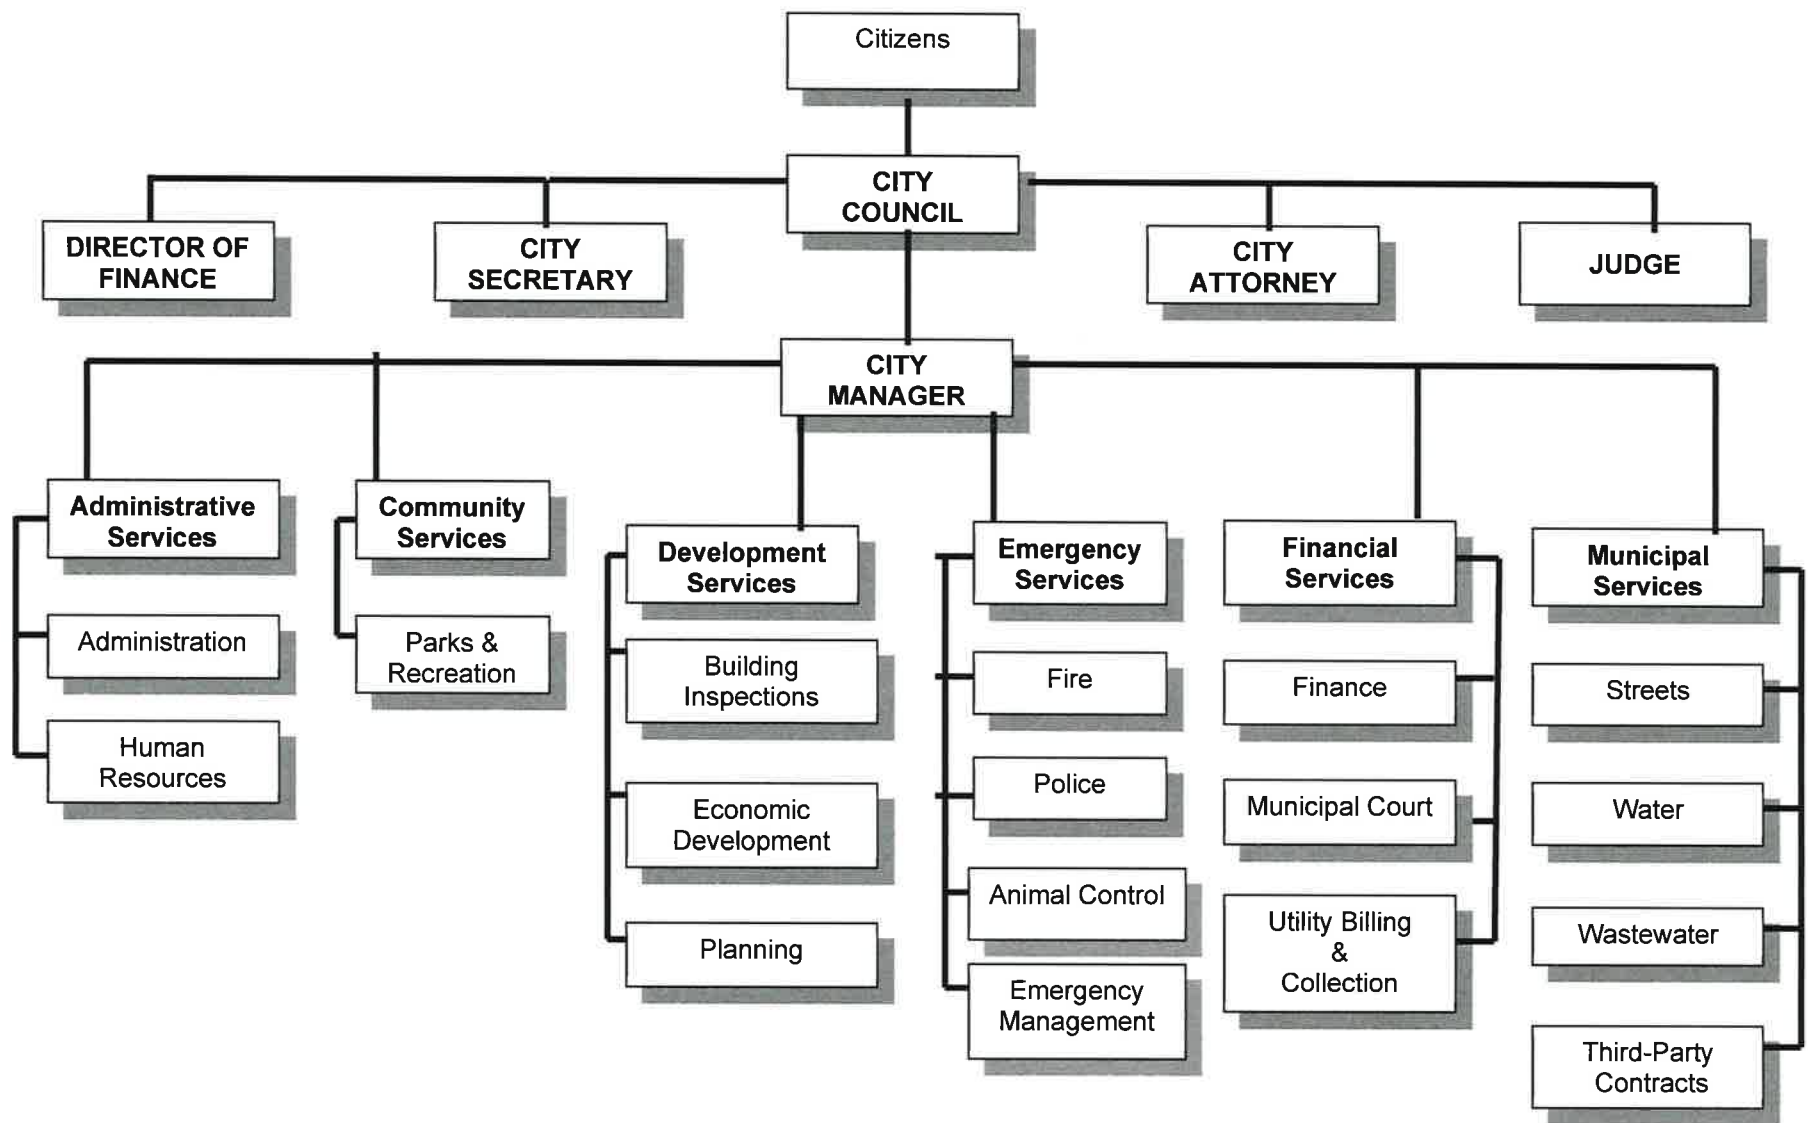 Citizens
CITY
COUNCIL
DIRECTOR OF
FINANCE
CITY
SECRETARY
CITY
ATTORNEY
JUDGE
CITY
MANAGER
Administrative
Services
Administration
Human
Resources
Community
Services
Parks &
Recreation
Development
Services
Building
Inspections
Economic
Development
Planning
Emergency
Services
Fire
Police
Animal Control
Emergency
Management
Financial
Services
Finance
Municipal Court
Utility Billing
&
Collection
Municipal
Services
Streets
Water
Wastewater
Third-Party
Contracts